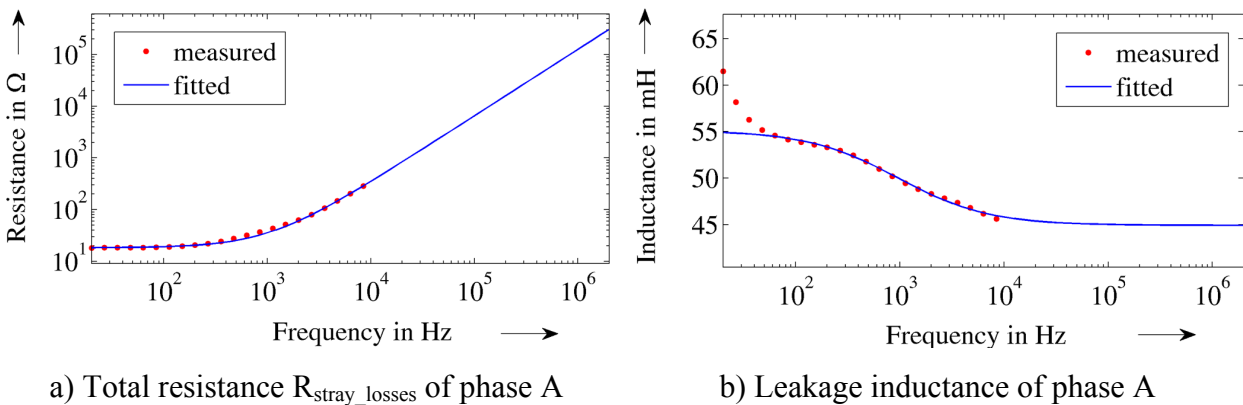 Resistance in Ω
10^5
10^4
10^3
10^2
10^1
measured
fitted
10^2 10^3 10^4 10^5 10^6
Frequency in Hz
a) Total resistance R_stray_losses of phase A
Inductance in mH
65
60
55
50
45
measured
fitted
10^2 10^3 10^4 10^5 10^6
Frequency in Hz
b) Leakage inductance of phase A